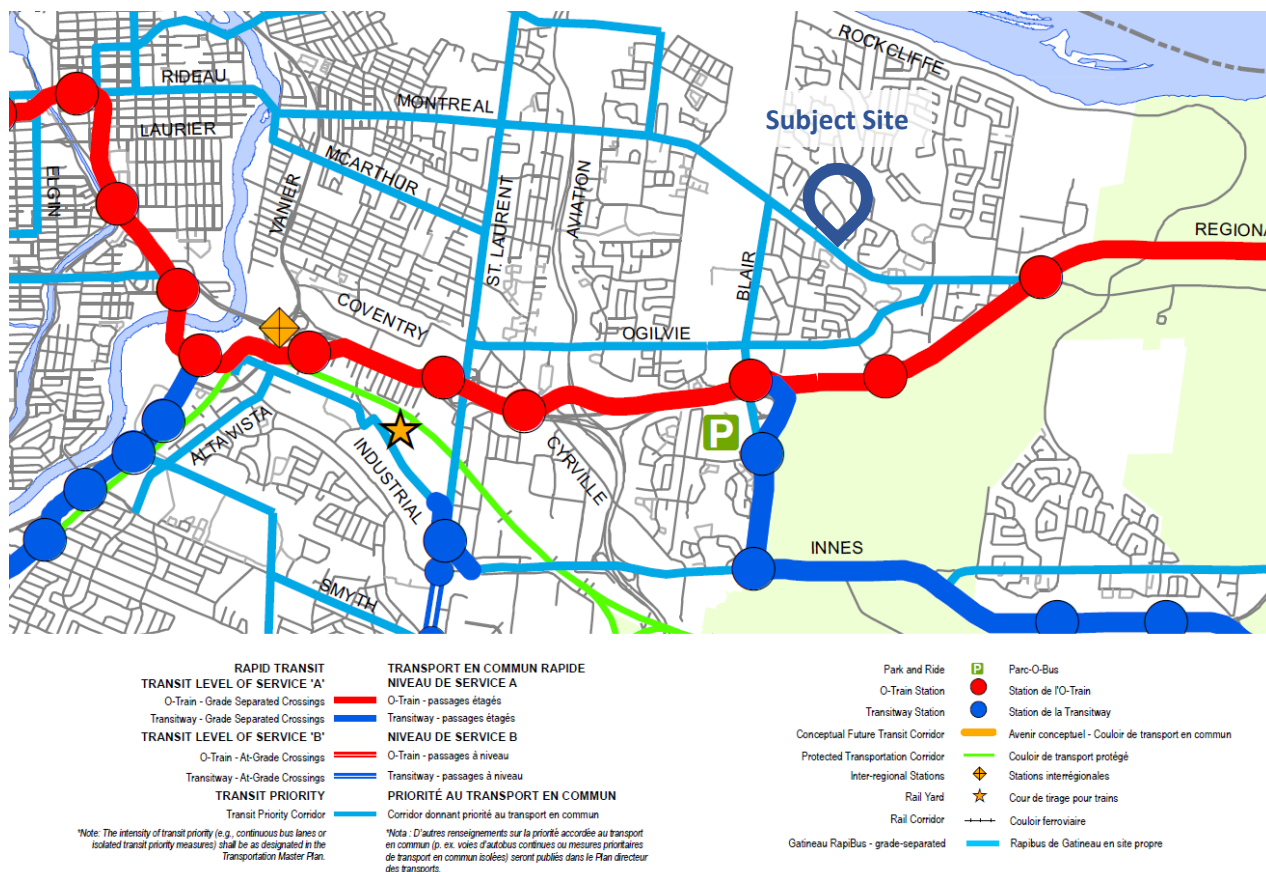 ROCKCLIFFE
RIDEAU
MONTREAL
Subject Site
LAURIER
MCARTHUR
ELGIN
VANIER
AVIATION
ST. LAURENT
REGIONA
BLAIR
COVENTRY
OGILVIE
P
ALTA VISTA
INDUSTRIAL
CYRVILLE
INNES
SMYTH
RAPID TRANSIT
TRANSIT LEVEL OF SERVICE 'A'
O-Train - Grade Separated Crossings
Transitway - Grade Separated Crossings
TRANSIT LEVEL OF SERVICE 'B'
O-Train - At-Grade Crossings
Transitway - At-Grade Crossings
TRANSIT PRIORITY
Transit Priority Corridor
*Note: The intensity of transit priority (e.g., continuous bus lanes or
isolated transit priority measures) shall be as designated in the
Transportation Master Plan.
TRANSPORT EN COMMUN RAPIDE
NIVEAU DE SERVICE A
O-Train - passages étagés
Transitway - passages étagés
NIVEAU DE SERVICE B
O-Train - passages à niveau
Transitway - passages à niveau
PRIORITÉ AU TRANSPORT EN COMMUN
Corridor donnant priorité au transport en commun
*Nota : D'autres renseignements sur la priorité accordée au transport
en commun (p. ex. voies d'autobus continues ou mesures prioritaires
de transport en commun isolées) seront publiés dans le Plan directeur
des transports.
Park and Ride P Parc-O-Bus
O-Train Station Station de l'O-Train
Transitway Station Station de la Transitway
Conceptual Future Transit Corridor Avenir conceptuel - Couloir de transport en commun
Protected Transportation Corridor Couloir de transport protégé
Inter-regional Stations Stations interrégionales
Rail Yard Cour de tirage pour trains
Rail Corridor Couloir ferroviaire
Gatineau RapiBus - grade-separated Rapibus de Gatineau en site propre